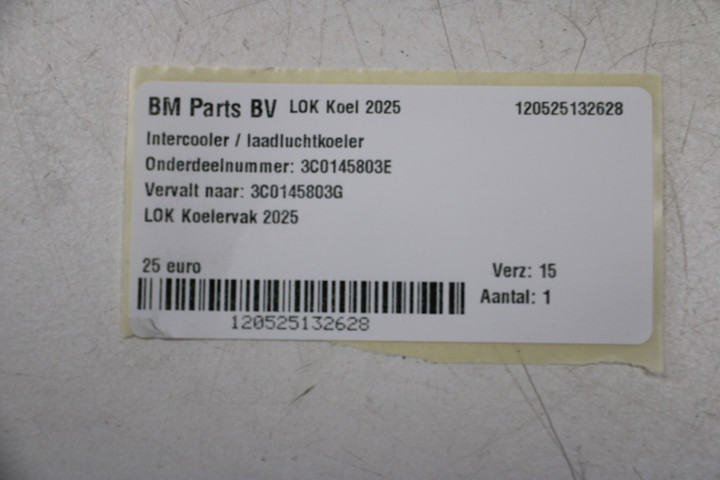 BM Parts BV LOK Koel 2025 120525132628
Intercooler / laadluchtkoeler
Onderdeelnummer: 3C0145803E
Vervalt naar: 3C0145803G
LOK Koelervak 2025
25 euro Verz: 15
Aantal: 1
120525132628